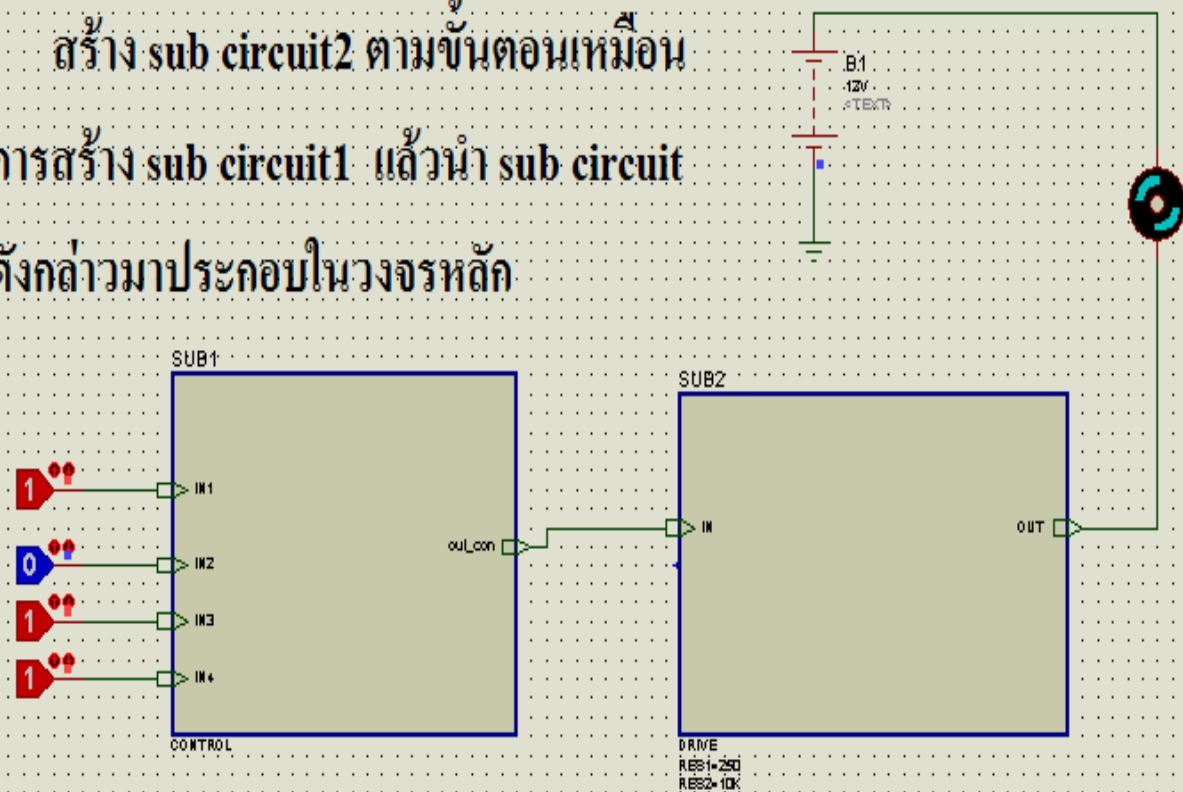 สร้าง sub circuit2 ตามขั้นตอนเหมือน
การสร้าง sub circuit1 แล้วนำ sub circuit
ดังกล่าวมาประกอบในวงจรหลัก
B1
12V
<TEXT>
SUB1
SUB2
1
IN1
0
IN2
1
IN3
1
IN4
out_con
IN
OUT
CONTROL
DRIVE
RES1=250
RES2=10K